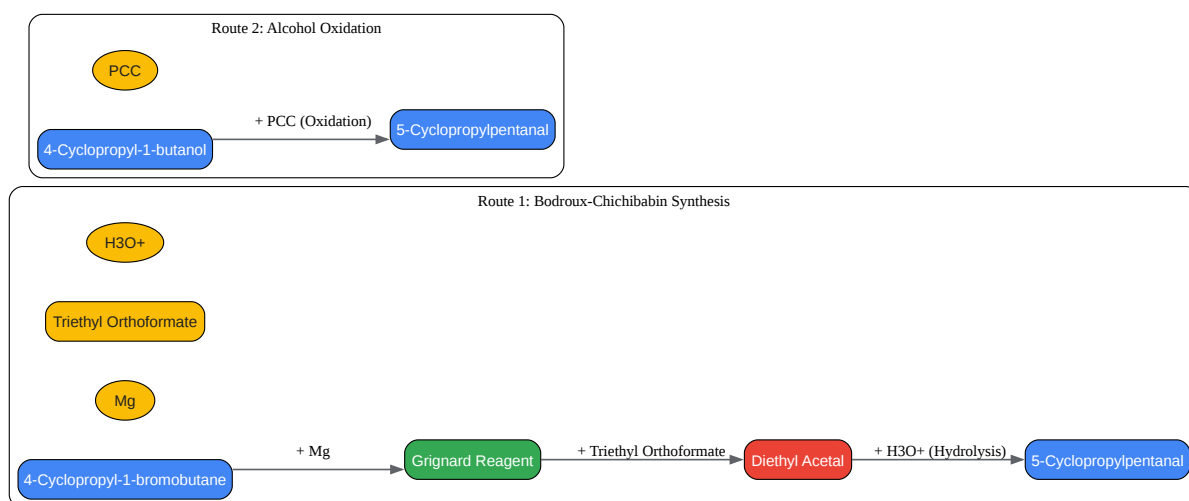 Route 2: Alcohol Oxidation
PCC
4-Cyclopropyl-1-butanol
+ PCC (Oxidation)
5-Cyclopropylpentanal
Route 1: Bodroux-Chichibabin Synthesis
H3O+
Triethyl Orthoformate
Mg
4-Cyclopropyl-1-bromobutane
+ Mg
Grignard Reagent
+ Triethyl Orthoformate
Diethyl Acetal
+ H3O+ (Hydrolysis)
5-Cyclopropylpentanal